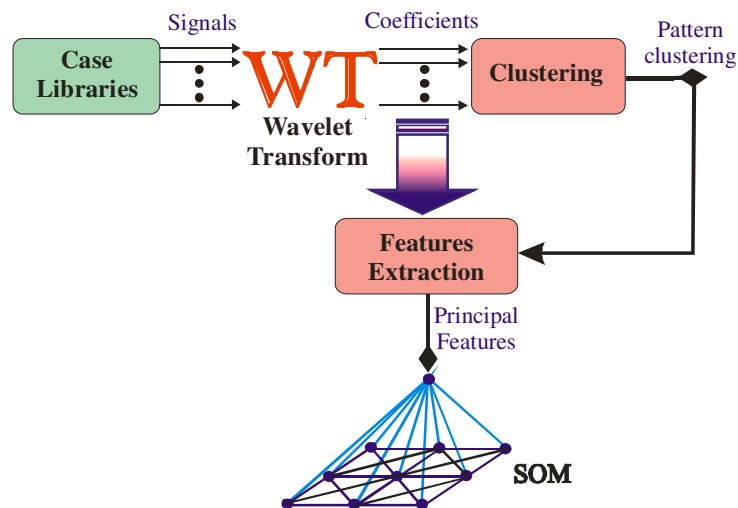 Signals
Coefficients
Pattern
clustering
Case
Libraries
WT
Clustering
Wavelet
Transform
Features
Extraction
Principal
Features
SOM